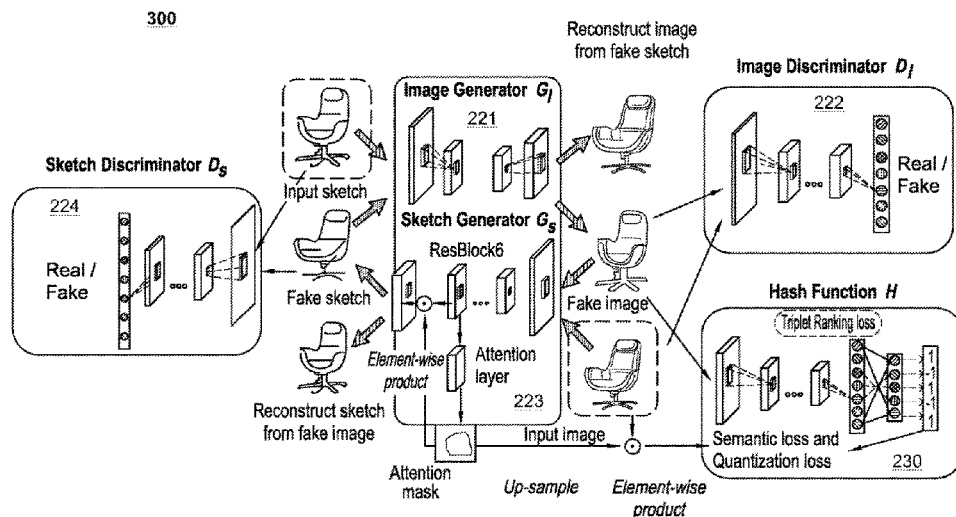 300
Reconstruct image
from fake sketch
Image Generator G_I
221
Image Discriminator D_I
222
Real /
Fake
Sketch Discriminator D_s
224
Real /
Fake
Input sketch
Sketch Generator G_s
ResBlock6
Fake sketch
Fake image
Hash Function H
Triplet Ranking loss
Element-wise
product
Attention
layer
223
Reconstruct sketch
from fake image
Input image
Semantic loss and
Quantization loss
230
Attention
mask
Up-sample
Element-wise
product